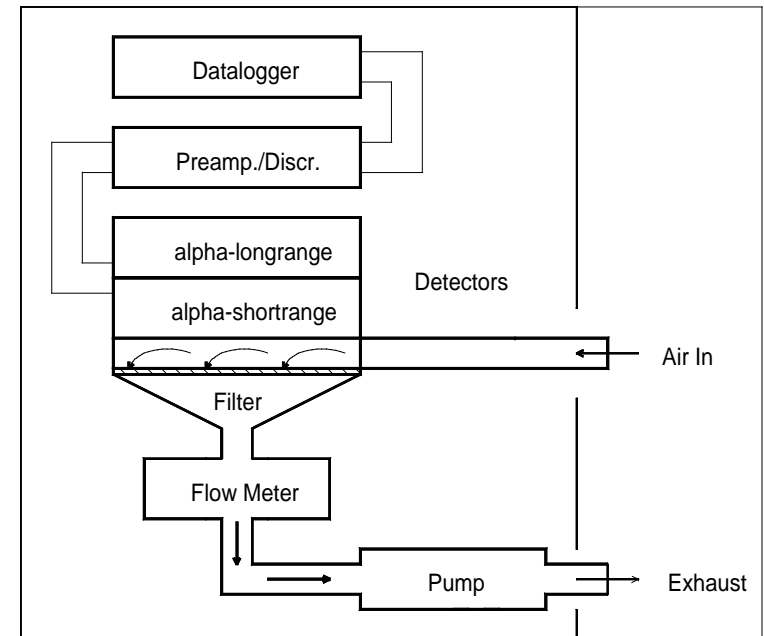 Datalogger
Preamp./Discr.
alpha-longrange
Detectors
alpha-shortrange
Air In
Filter
Flow Meter
Pump
Exhaust